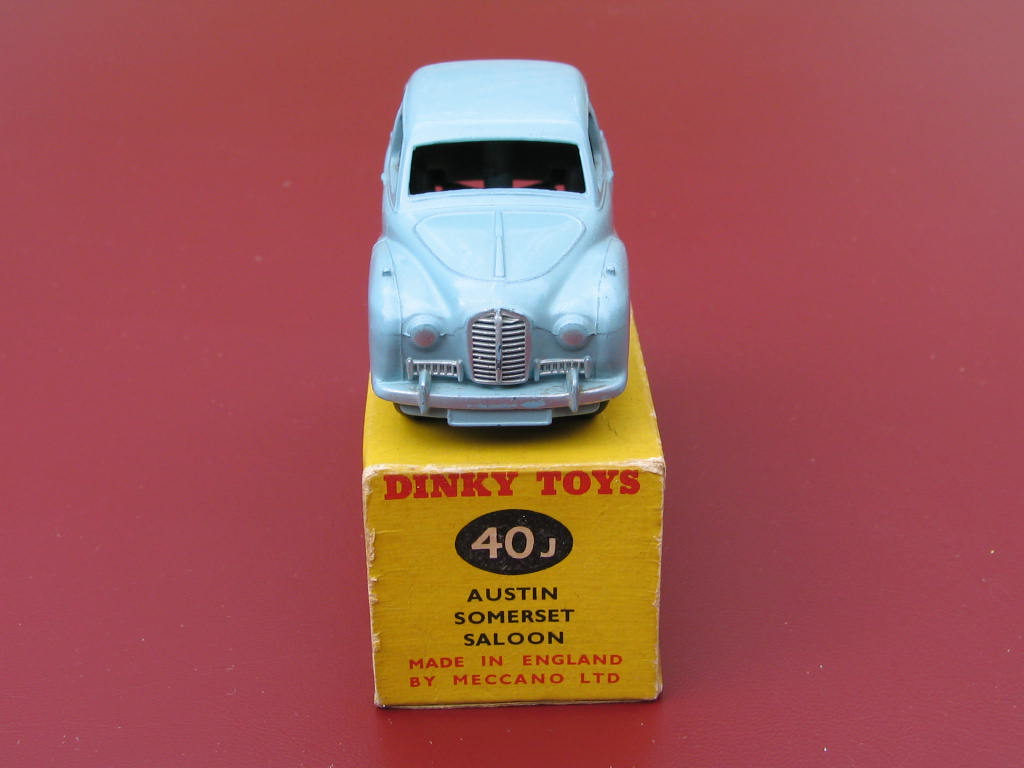 DINKY TOYS
40J
AUSTIN
SOMERSET
SALOON
MADE IN ENGLAND
BY MECCANO LTD